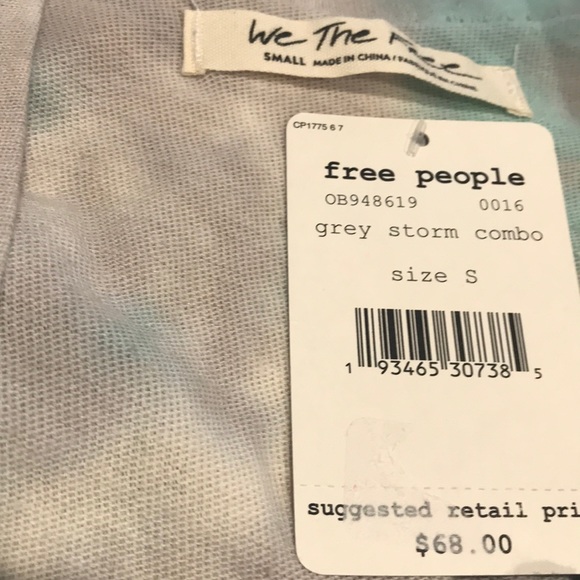 We The Free
SMALL MADE IN CHINA /
CP1775 6 7
free people
OB948619 0016
grey storm combo
size S
1 93465 30738 5
suggested retail pri
$68.00